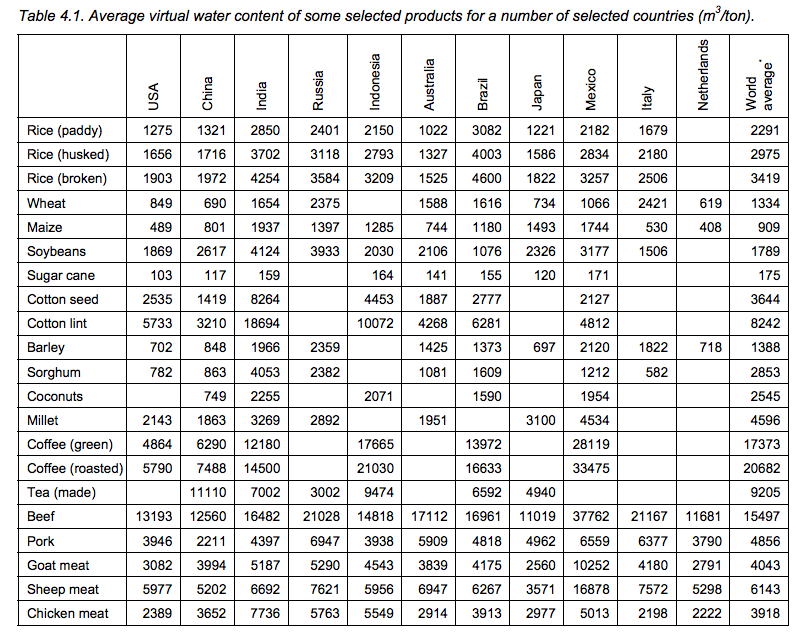 Table 4.1. Average virtual water content of some selected products for a number of selected countries (m³/ton).
USA China India Russia Indonesia Australia Brazil Japan Mexico Italy Netherlands World average*
Rice (paddy) 1275 1321 2850 2401 2150 1022 3082 1221 2182 1679 2291
Rice (husked) 1656 1716 3702 3118 2793 1327 4003 1586 2834 2180 2975
Rice (broken) 1903 1972 4254 3584 3209 1525 4600 1822 3257 2506 3419
Wheat 849 690 1654 2375 1588 1616 734 1066 2421 619 1334
Maize 489 801 1937 1397 1285 744 1180 1493 1744 530 408 909
Soybeans 1869 2617 4124 3933 2030 2106 1076 2326 3177 1506 1789
Sugar cane 103 117 159 164 141 155 120 171 175
Cotton seed 2535 1419 8264 4453 1887 2777 2127 3644
Cotton lint 5733 3210 18694 10072 4268 6281 4812 8242
Barley 702 848 1966 2359 1425 1373 697 2120 1822 718 1388
Sorghum 782 863 4053 2382 1081 1609 1212 582 2853
Coconuts 749 2255 2071 1590 1954 2545
Millet 2143 1863 3269 2892 1951 3100 4534 4596
Coffee (green) 4864 6290 12180 17665 13972 28119 17373
Coffee (roasted) 5790 7488 14500 21030 16633 33475 20682
Tea (made) 11110 7002 3002 9474 6592 4940 9205
Beef 13193 12560 16482 21028 14818 17112 16961 11019 37762 21167 11681 15497
Pork 3946 2211 4397 6947 3938 5909 4818 4962 6559 6377 3790 4856
Goat meat 3082 3994 5187 5290 4543 3839 4175 2560 10252 4180 2791 4043
Sheep meat 5977 5202 6692 7621 5956 6947 6267 3571 16878 7572 5298 6143
Chicken meat 2389 3652 7736 5763 5549 2914 3913 2977 5013 2198 2222 3918